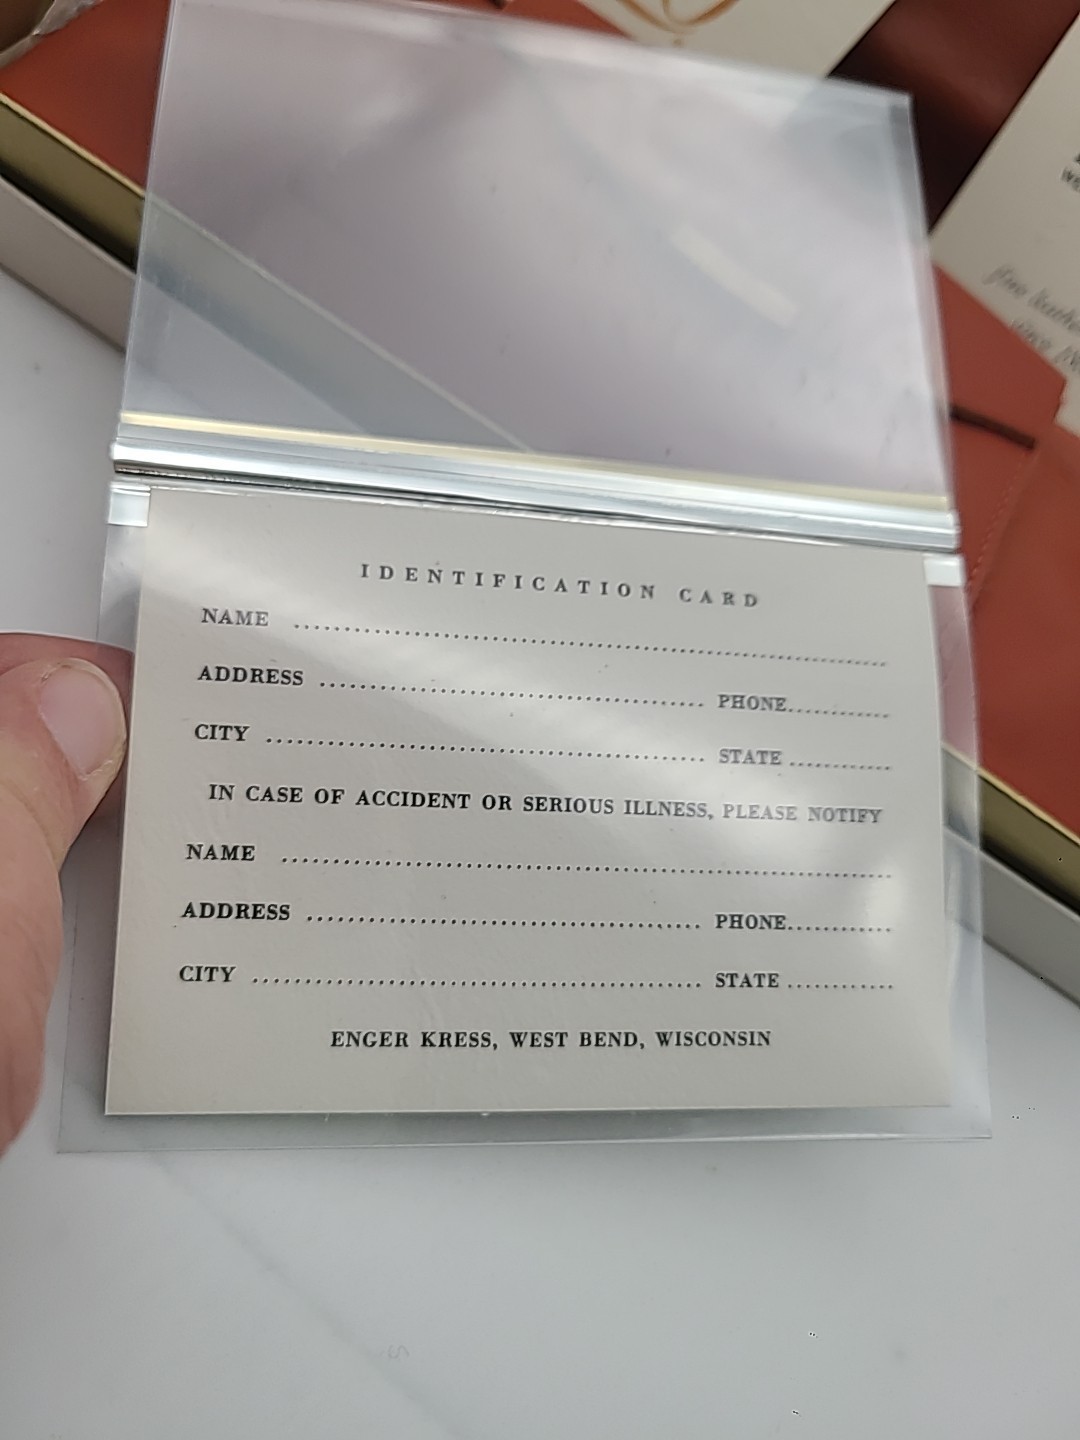 IDENTIFICATION CARD
NAME ........................................................
ADDRESS ........................................ PHONE............
CITY ............................................. STATE ............
IN CASE OF ACCIDENT OR SERIOUS ILLNESS, PLEASE NOTIFY
NAME ........................................................
ADDRESS ........................................ PHONE............
CITY ............................................. STATE ............
ENGER KRESS, WEST BEND, WISCONSIN